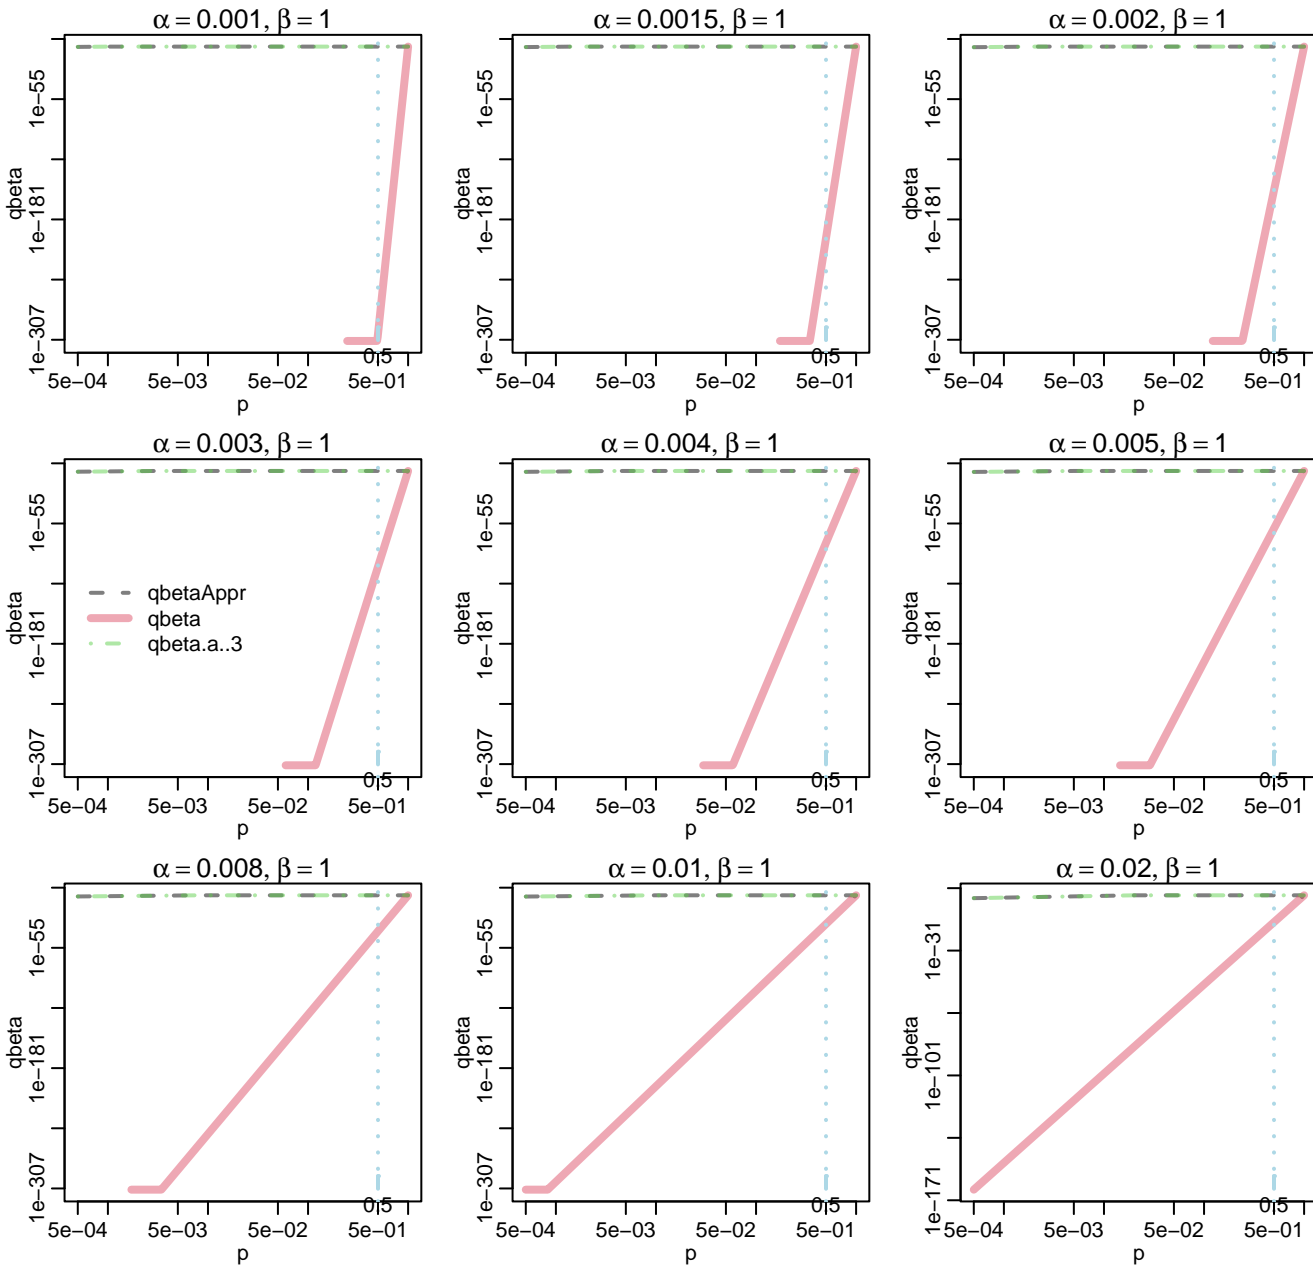 α = 0.001, β = 1
qbeta
1e−55
1e−181
1e−307
0.5
5e−04 5e−03 5e−02 5e−01
p
α = 0.0015, β = 1
qbeta
1e−55
1e−181
1e−307
0.5
5e−04 5e−03 5e−02 5e−01
p
α = 0.002, β = 1
qbeta
1e−55
1e−181
1e−307
0.5
5e−04 5e−03 5e−02 5e−01
p
α = 0.003, β = 1
qbeta
1e−55
1e−181
1e−307
qbetaAppr
qbeta
qbeta.a..3
0.5
5e−04 5e−03 5e−02 5e−01
p
α = 0.004, β = 1
qbeta
1e−55
1e−181
1e−307
0.5
5e−04 5e−03 5e−02 5e−01
p
α = 0.005, β = 1
qbeta
1e−55
1e−181
1e−307
0.5
5e−04 5e−03 5e−02 5e−01
p
α = 0.008, β = 1
qbeta
1e−55
1e−181
1e−307
0.5
5e−04 5e−03 5e−02 5e−01
p
α = 0.01, β = 1
qbeta
1e−55
1e−181
1e−307
0.5
5e−04 5e−03 5e−02 5e−01
p
α = 0.02, β = 1
qbeta
1e−31
1e−101
1e−171
0.5
5e−04 5e−03 5e−02 5e−01
p